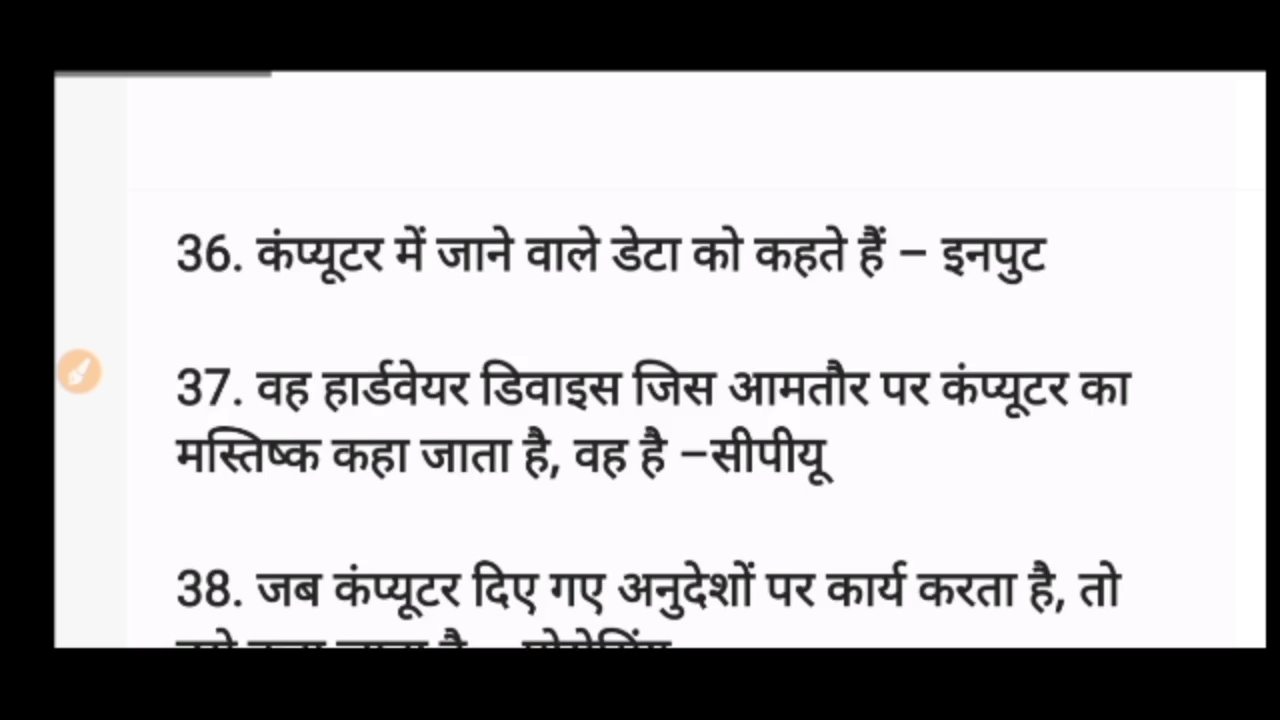 36. कंप्यूटर में जाने वाले डेटा को कहते हैं – इनपुट
37. वह हार्डवेयर डिवाइस जिस आमतौर पर कंप्यूटर का
मस्तिष्क कहा जाता है, वह है –सीपीयू
38. जब कंप्यूटर दिए गए अनुदेशों पर कार्य करता है, तो